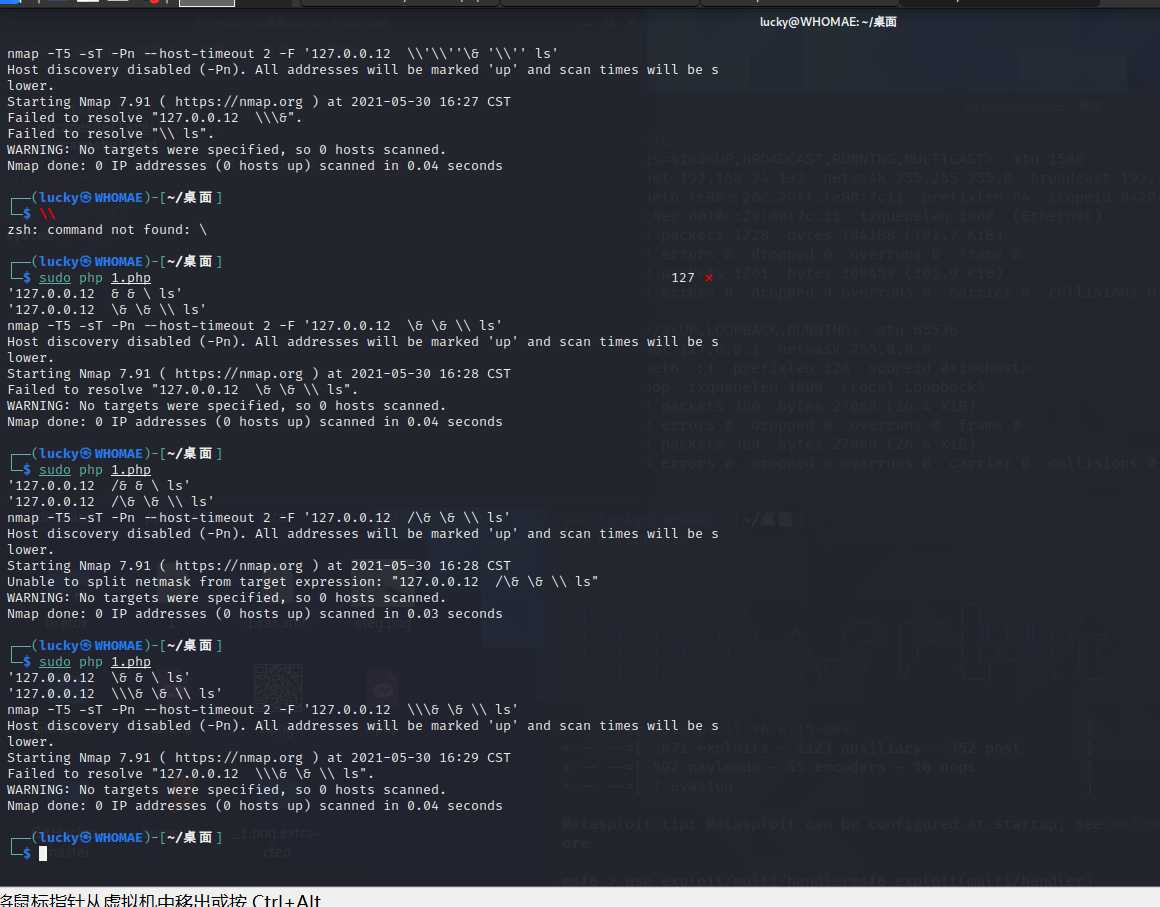 lucky@WHOMAE: ~/桌面
nmap -T5 -sT -Pn --host-timeout 2 -F '127.0.0.12  \\'\\''\& '\\'' ls'
Host discovery disabled (-Pn). All addresses will be marked 'up' and scan times will be s
lower.
Starting Nmap 7.91 ( https://nmap.org ) at 2021-05-30 16:27 CST
Failed to resolve "127.0.0.12  \\\&".
Failed to resolve "\\ ls".
WARNING: No targets were specified, so 0 hosts scanned.
Nmap done: 0 IP addresses (0 hosts up) scanned in 0.04 seconds
┌──(lucky㉿WHOMAE)-[~/桌面]
└─$ \\
zsh: command not found: \
┌──(lucky㉿WHOMAE)-[~/桌面]
└─$ sudo php 1.php 127 ⨯
'127.0.0.12  & & \ ls'
'127.0.0.12  \& \& \\ ls'
nmap -T5 -sT -Pn --host-timeout 2 -F '127.0.0.12  \& \& \\ ls'
Host discovery disabled (-Pn). All addresses will be marked 'up' and scan times will be s
lower.
Starting Nmap 7.91 ( https://nmap.org ) at 2021-05-30 16:28 CST
Failed to resolve "127.0.0.12  \& \& \\ ls".
WARNING: No targets were specified, so 0 hosts scanned.
Nmap done: 0 IP addresses (0 hosts up) scanned in 0.04 seconds
┌──(lucky㉿WHOMAE)-[~/桌面]
└─$ sudo php 1.php
'127.0.0.12  /& & \ ls'
'127.0.0.12  /\& \& \\ ls'
nmap -T5 -sT -Pn --host-timeout 2 -F '127.0.0.12  /\& \& \\ ls'
Host discovery disabled (-Pn). All addresses will be marked 'up' and scan times will be s
lower.
Starting Nmap 7.91 ( https://nmap.org ) at 2021-05-30 16:28 CST
Unable to split netmask from target expression: "127.0.0.12  /\& \& \\ ls"
WARNING: No targets were specified, so 0 hosts scanned.
Nmap done: 0 IP addresses (0 hosts up) scanned in 0.03 seconds
┌──(lucky㉿WHOMAE)-[~/桌面]
└─$ sudo php 1.php
'127.0.0.12  \& & \ ls'
'127.0.0.12  \\\& \& \\ ls'
nmap -T5 -sT -Pn --host-timeout 2 -F '127.0.0.12  \\\& \& \\ ls'
Host discovery disabled (-Pn). All addresses will be marked 'up' and scan times will be s
lower.
Starting Nmap 7.91 ( https://nmap.org ) at 2021-05-30 16:29 CST
Failed to resolve "127.0.0.12  \\\& \& \\ ls".
WARNING: No targets were specified, so 0 hosts scanned.
Nmap done: 0 IP addresses (0 hosts up) scanned in 0.04 seconds
┌──(lucky㉿WHOMAE)-[~/桌面]
└─$
将鼠标指针从虚拟机中移出或按 Ctrl+Alt